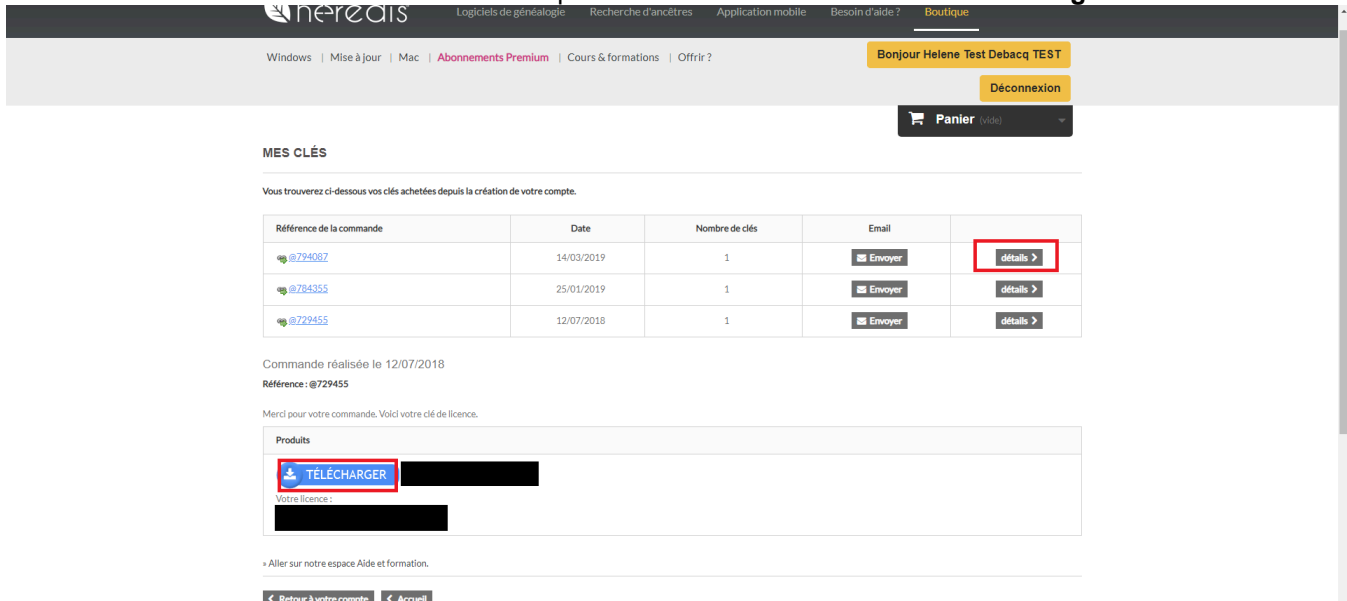 heredis Logiciels de généalogie Recherche d'ancêtres Application mobile Besoin d'aide ? Boutique
Windows | Mise à jour | Mac | Abonnements Premium | Cours & formations | Offrir ?
Bonjour Helene Test Debacq TEST
Déconnexion
Panier (vide)
MES CLÉS
Vous trouverez ci-dessous vos clés achetées depuis la création de votre compte.
Référence de la commande Date Nombre de clés Email
@794087 14/03/2019 1 Envoyer détails >
@784355 25/01/2019 1 Envoyer détails >
@729455 12/07/2018 1 Envoyer détails >
Commande réalisée le 12/07/2018
Référence : @729455
Merci pour votre commande. Voici votre clé de licence.
Produits
TÉLÉCHARGER
Votre licence :
» Aller sur notre espace Aide et formation.
< Retour à votre compte < Accueil